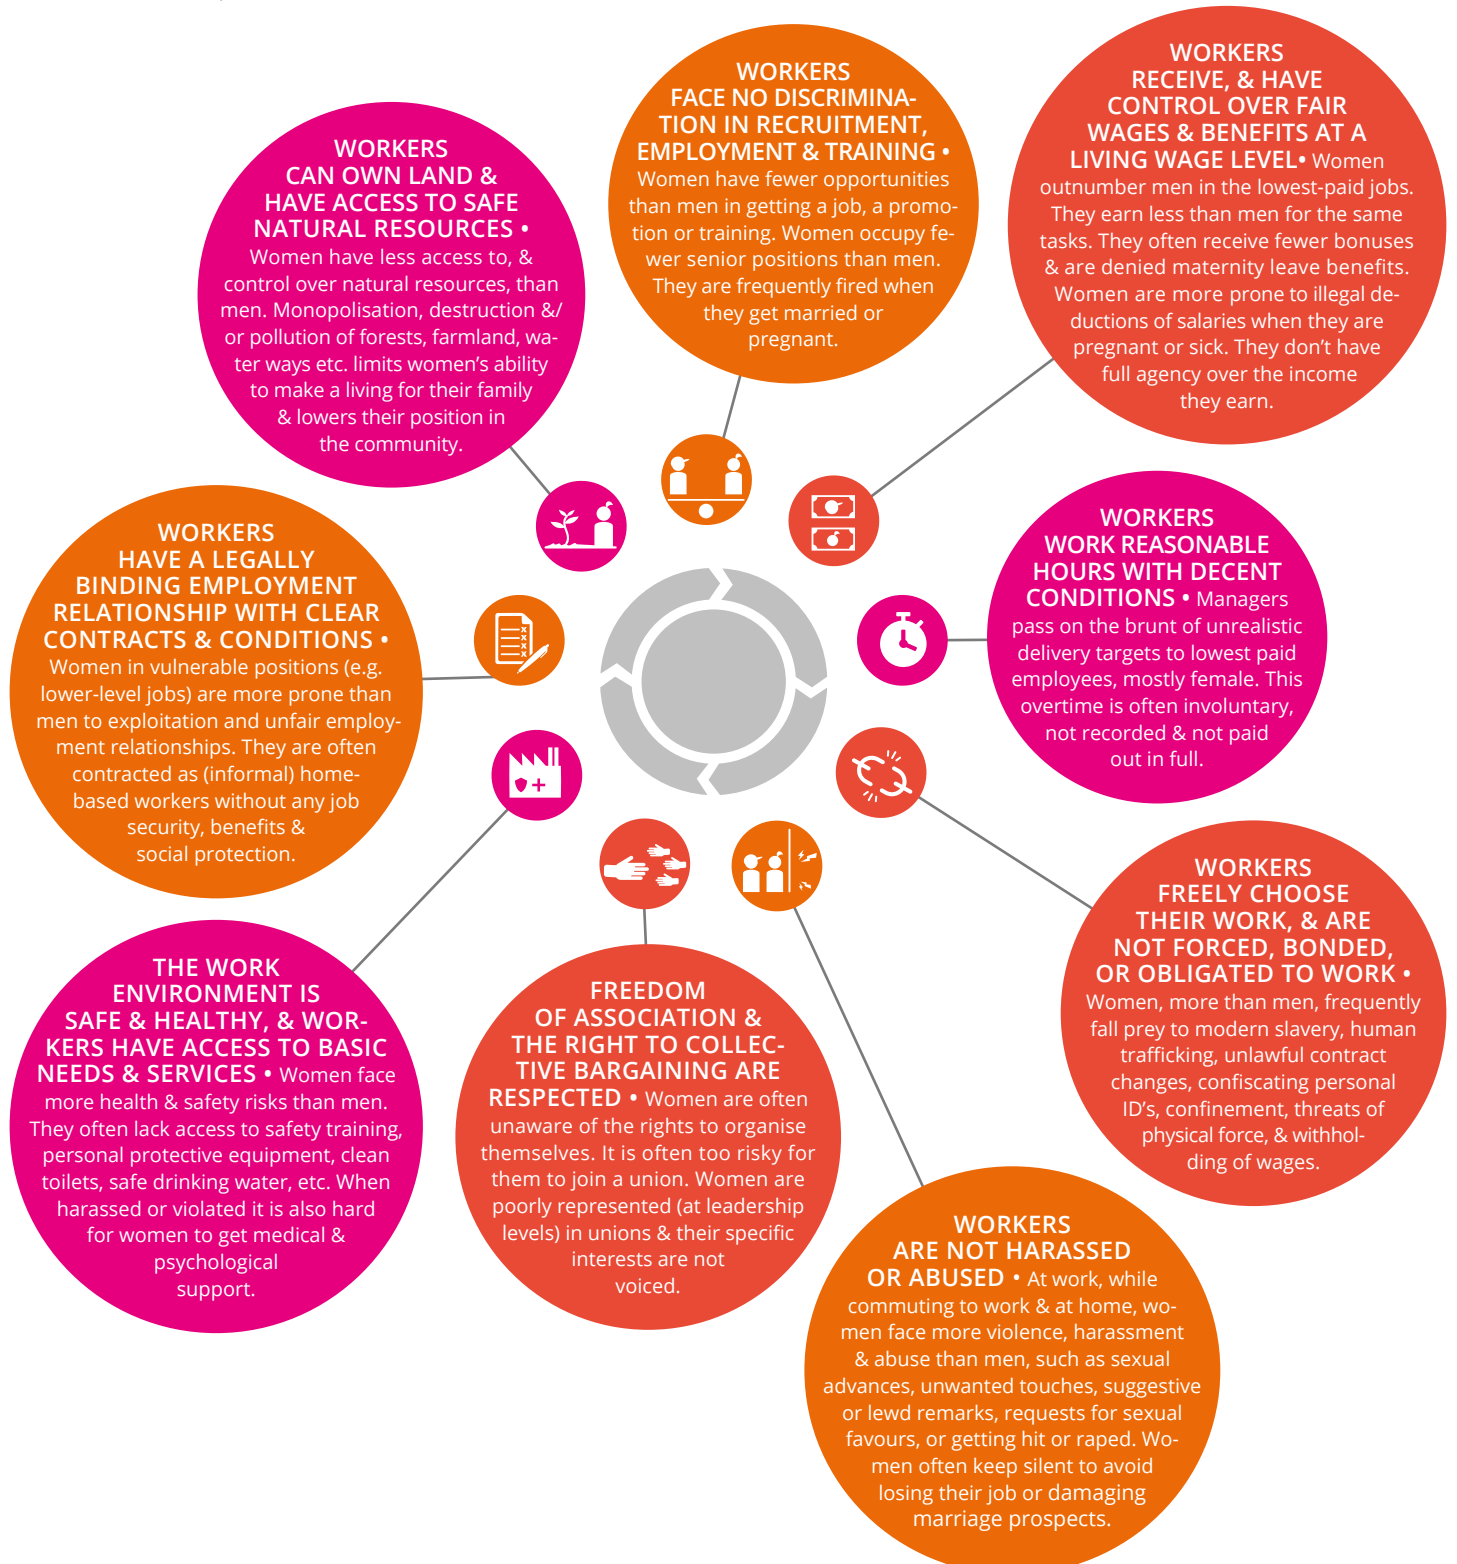 WORKERS
FACE NO DISCRIMINA-
TION IN RECRUITMENT,
EMPLOYMENT & TRAINING •
Women have fewer opportunities
than men in getting a job, a promo-
tion or training. Women occupy fe-
wer senior positions than men.
They are frequently fired when
they get married or
pregnant.
WORKERS
RECEIVE, & HAVE
CONTROL OVER FAIR
WAGES & BENEFITS AT A
LIVING WAGE LEVEL• Women
outnumber men in the lowest-paid jobs.
They earn less than men for the same
tasks. They often receive fewer bonuses
& are denied maternity leave benefits.
Women are more prone to illegal de-
ductions of salaries when they are
pregnant or sick. They don’t have
full agency over the income
they earn.
WORKERS
WORK REASONABLE
HOURS WITH DECENT
CONDITIONS • Managers
pass on the brunt of unrealistic
delivery targets to lowest paid
employees, mostly female. This
overtime is often involuntary,
not recorded & not paid
out in full.
WORKERS
FREELY CHOOSE
THEIR WORK, & ARE
NOT FORCED, BONDED,
OR OBLIGATED TO WORK •
Women, more than men, frequently
fall prey to modern slavery, human
trafficking, unlawful contract
changes, confiscating personal
ID’s, confinement, threats of
physical force, & withhol-
ding of wages.
WORKERS
ARE NOT HARASSED
OR ABUSED • At work, while
commuting to work & at home, wo-
men face more violence, harassment
& abuse than men, such as sexual
advances, unwanted touches, suggestive
or lewd remarks, requests for sexual
favours, or getting hit or raped. Wo-
men often keep silent to avoid
losing their job or damaging
marriage prospects.
FREEDOM
OF ASSOCIATION &
THE RIGHT TO COLLEC-
TIVE BARGAINING ARE
RESPECTED • Women are often
unaware of the rights to organise
themselves. It is often too risky for
them to join a union. Women are
poorly represented (at leadership
levels) in unions & their specific
interests are not
voiced.
THE WORK
ENVIRONMENT IS
SAFE & HEALTHY, & WOR-
KERS HAVE ACCESS TO BASIC
NEEDS & SERVICES • Women face
more health & safety risks than men.
They often lack access to safety training,
personal protective equipment, clean
toilets, safe drinking water, etc. When
harassed or violated it is also hard
for women to get medical &
psychological
support.
WORKERS
HAVE A LEGALLY
BINDING EMPLOYMENT
RELATIONSHIP WITH CLEAR
CONTRACTS & CONDITIONS •
Women in vulnerable positions (e.g.
lower-level jobs) are more prone than
men to exploitation and unfair employ-
ment relationships. They are often
contracted as (informal) home-
based workers without any job
security, benefits &
social protection.
WORKERS
CAN OWN LAND &
HAVE ACCESS TO SAFE
NATURAL RESOURCES •
Women have less access to, &
control over natural resources, than
men. Monopolisation, destruction &/
or pollution of forests, farmland, wa-
ter ways etc. limits women’s ability
to make a living for their family
& lowers their position in
the community.